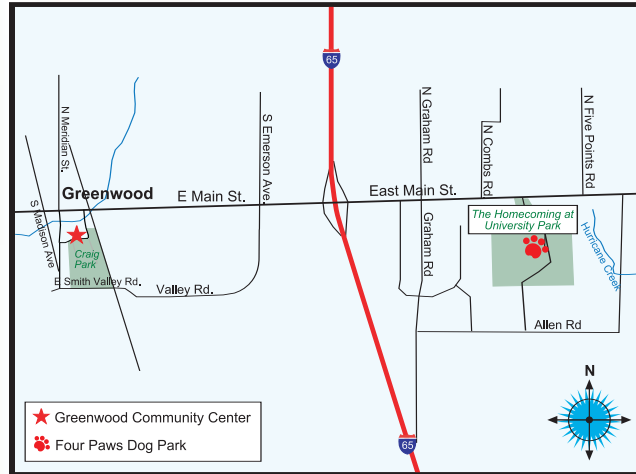 65
N Meridian St.
S Emerson Ave.
N Graham Rd
N Combs Rd
N Five Points Rd
Greenwood
E Main St.
East Main St.
S Madison Ave
Craig
Park
Graham Rd
The Homecoming at
University Park
Hurricane Creek
E Smith Valley Rd.
Valley Rd.
Allen Rd
N
Greenwood Community Center
Four Paws Dog Park
65